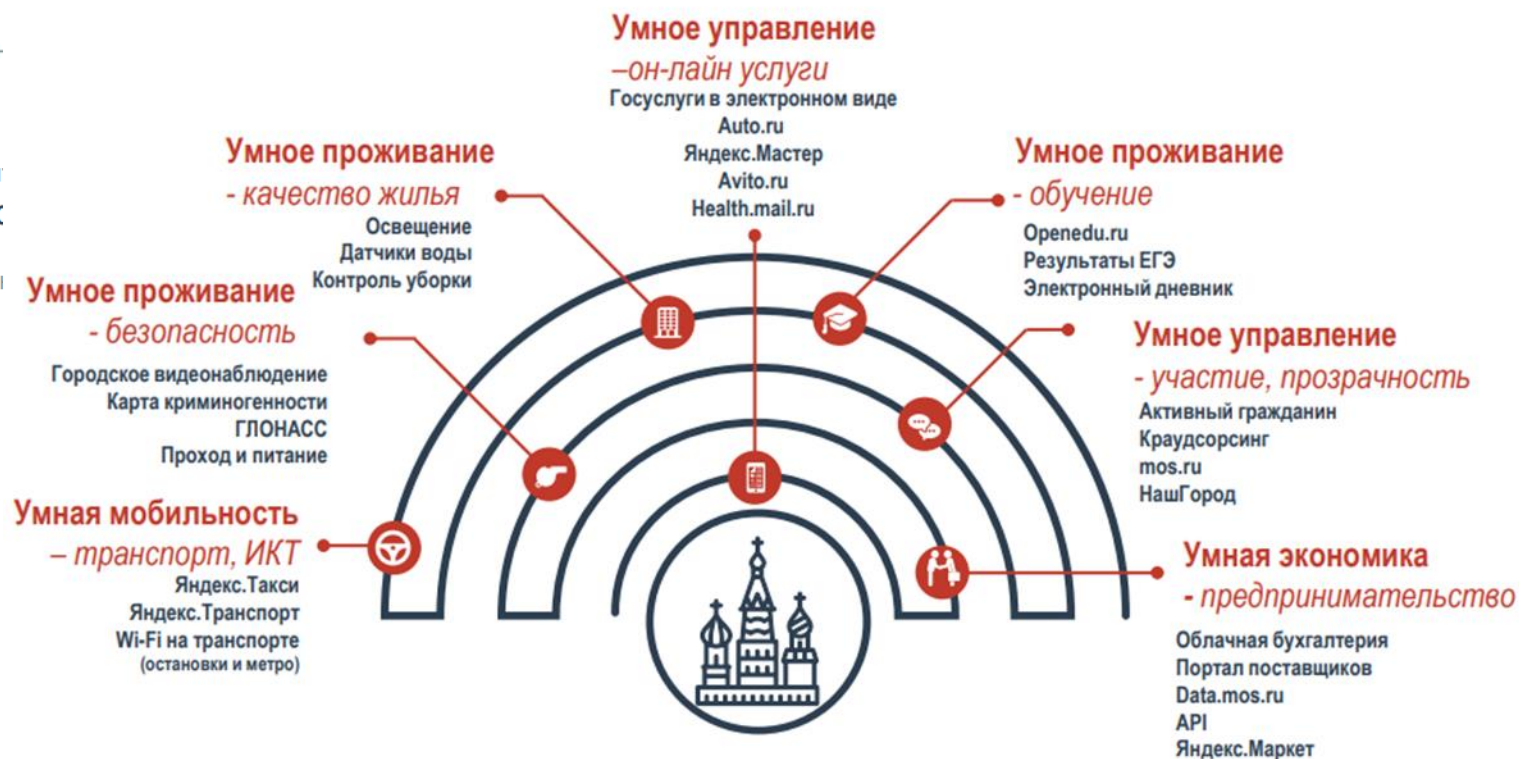 Умное управление
–он-лайн услуги
Госуслуги в электронном виде
Auto.ru
Яндекс.Мастер
Avito.ru
Health.mail.ru
Умное проживание
- качество жилья
Освещение
Датчики воды
Контроль уборки
Умное проживание
- обучение
Openedu.ru
Результаты ЕГЭ
Электронный дневник
Умное проживание
- безопасность
Городское видеонаблюдение
Карта криминогенности
ГЛОНАСС
Проход и питание
Умное управление
- участие, прозрачность
Активный гражданин
Краудсорсинг
mos.ru
НашГород
Умная мобильность
– транспорт, ИКТ
Яндекс.Такси
Яндекс.Транспорт
Wi-Fi на транспорте
(остановки и метро)
Умная экономика
- предпринимательство
Облачная бухгалтерия
Портал поставщиков
Data.mos.ru
API
Яндекс.Маркет